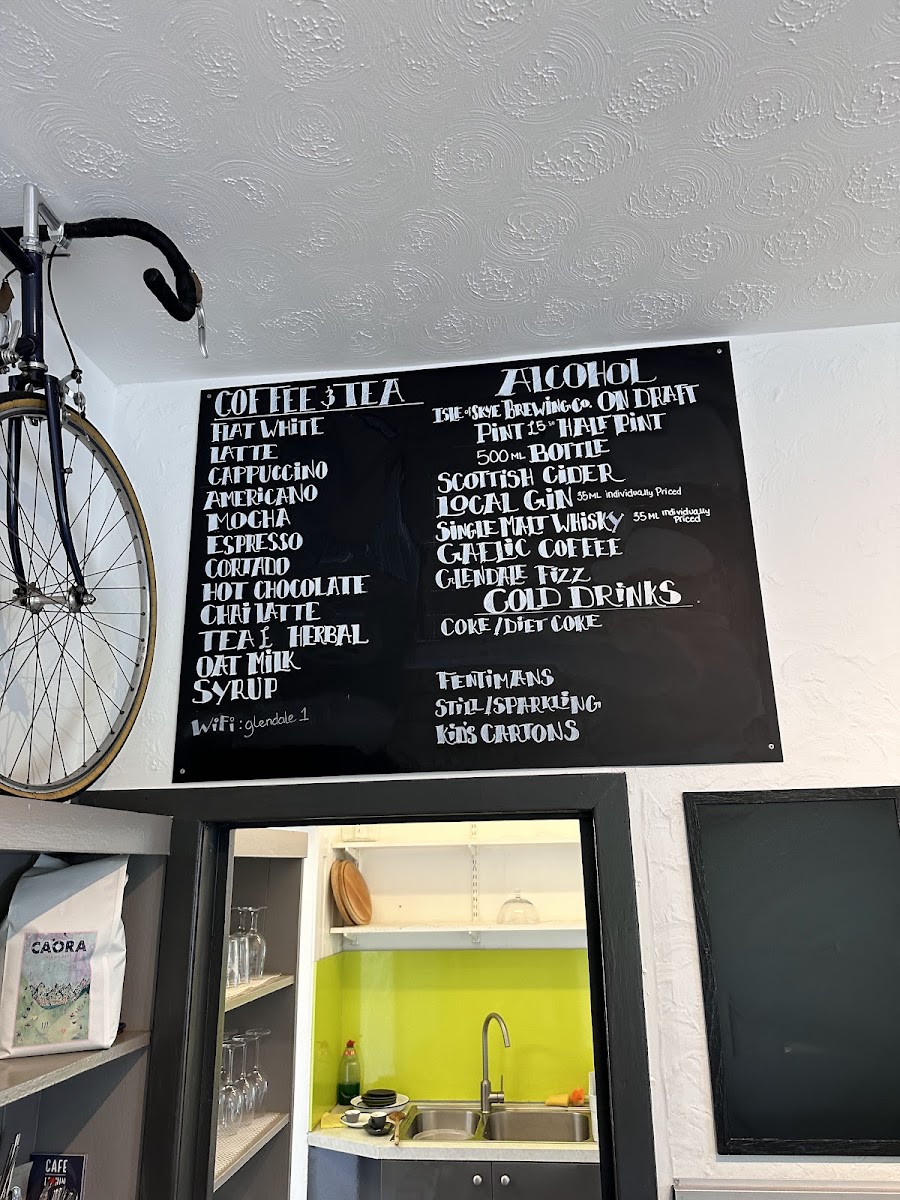 COFFEE & TEA
FLAT WHITE
LATTE
CAPPUCCINO
AMERICANO
MOCHA
ESPRESSO
CORTADO
HOT CHOCOLATE
CHAI LATTE
TEA £ HERBAL
OAT MILK
SYRUP
WiFi: glendale 1
ALCOHOL
ISLE of SKYE BREWING CO. ON DRAFT
PINT £5.50 HALF PINT
500ML BOTTLE
SCOTTISH CIDER
LOCAL GIN 35ML individually Priced
SINGLE MALT WHISKY 35ML individually Priced
GAELIC COFFEE
GLENDALE FIZZ
COLD DRINKS
COKE/DIET COKE
FENTIMANS
STILL/SPARKLING
KID'S CARTONS
CAORA
CAFE